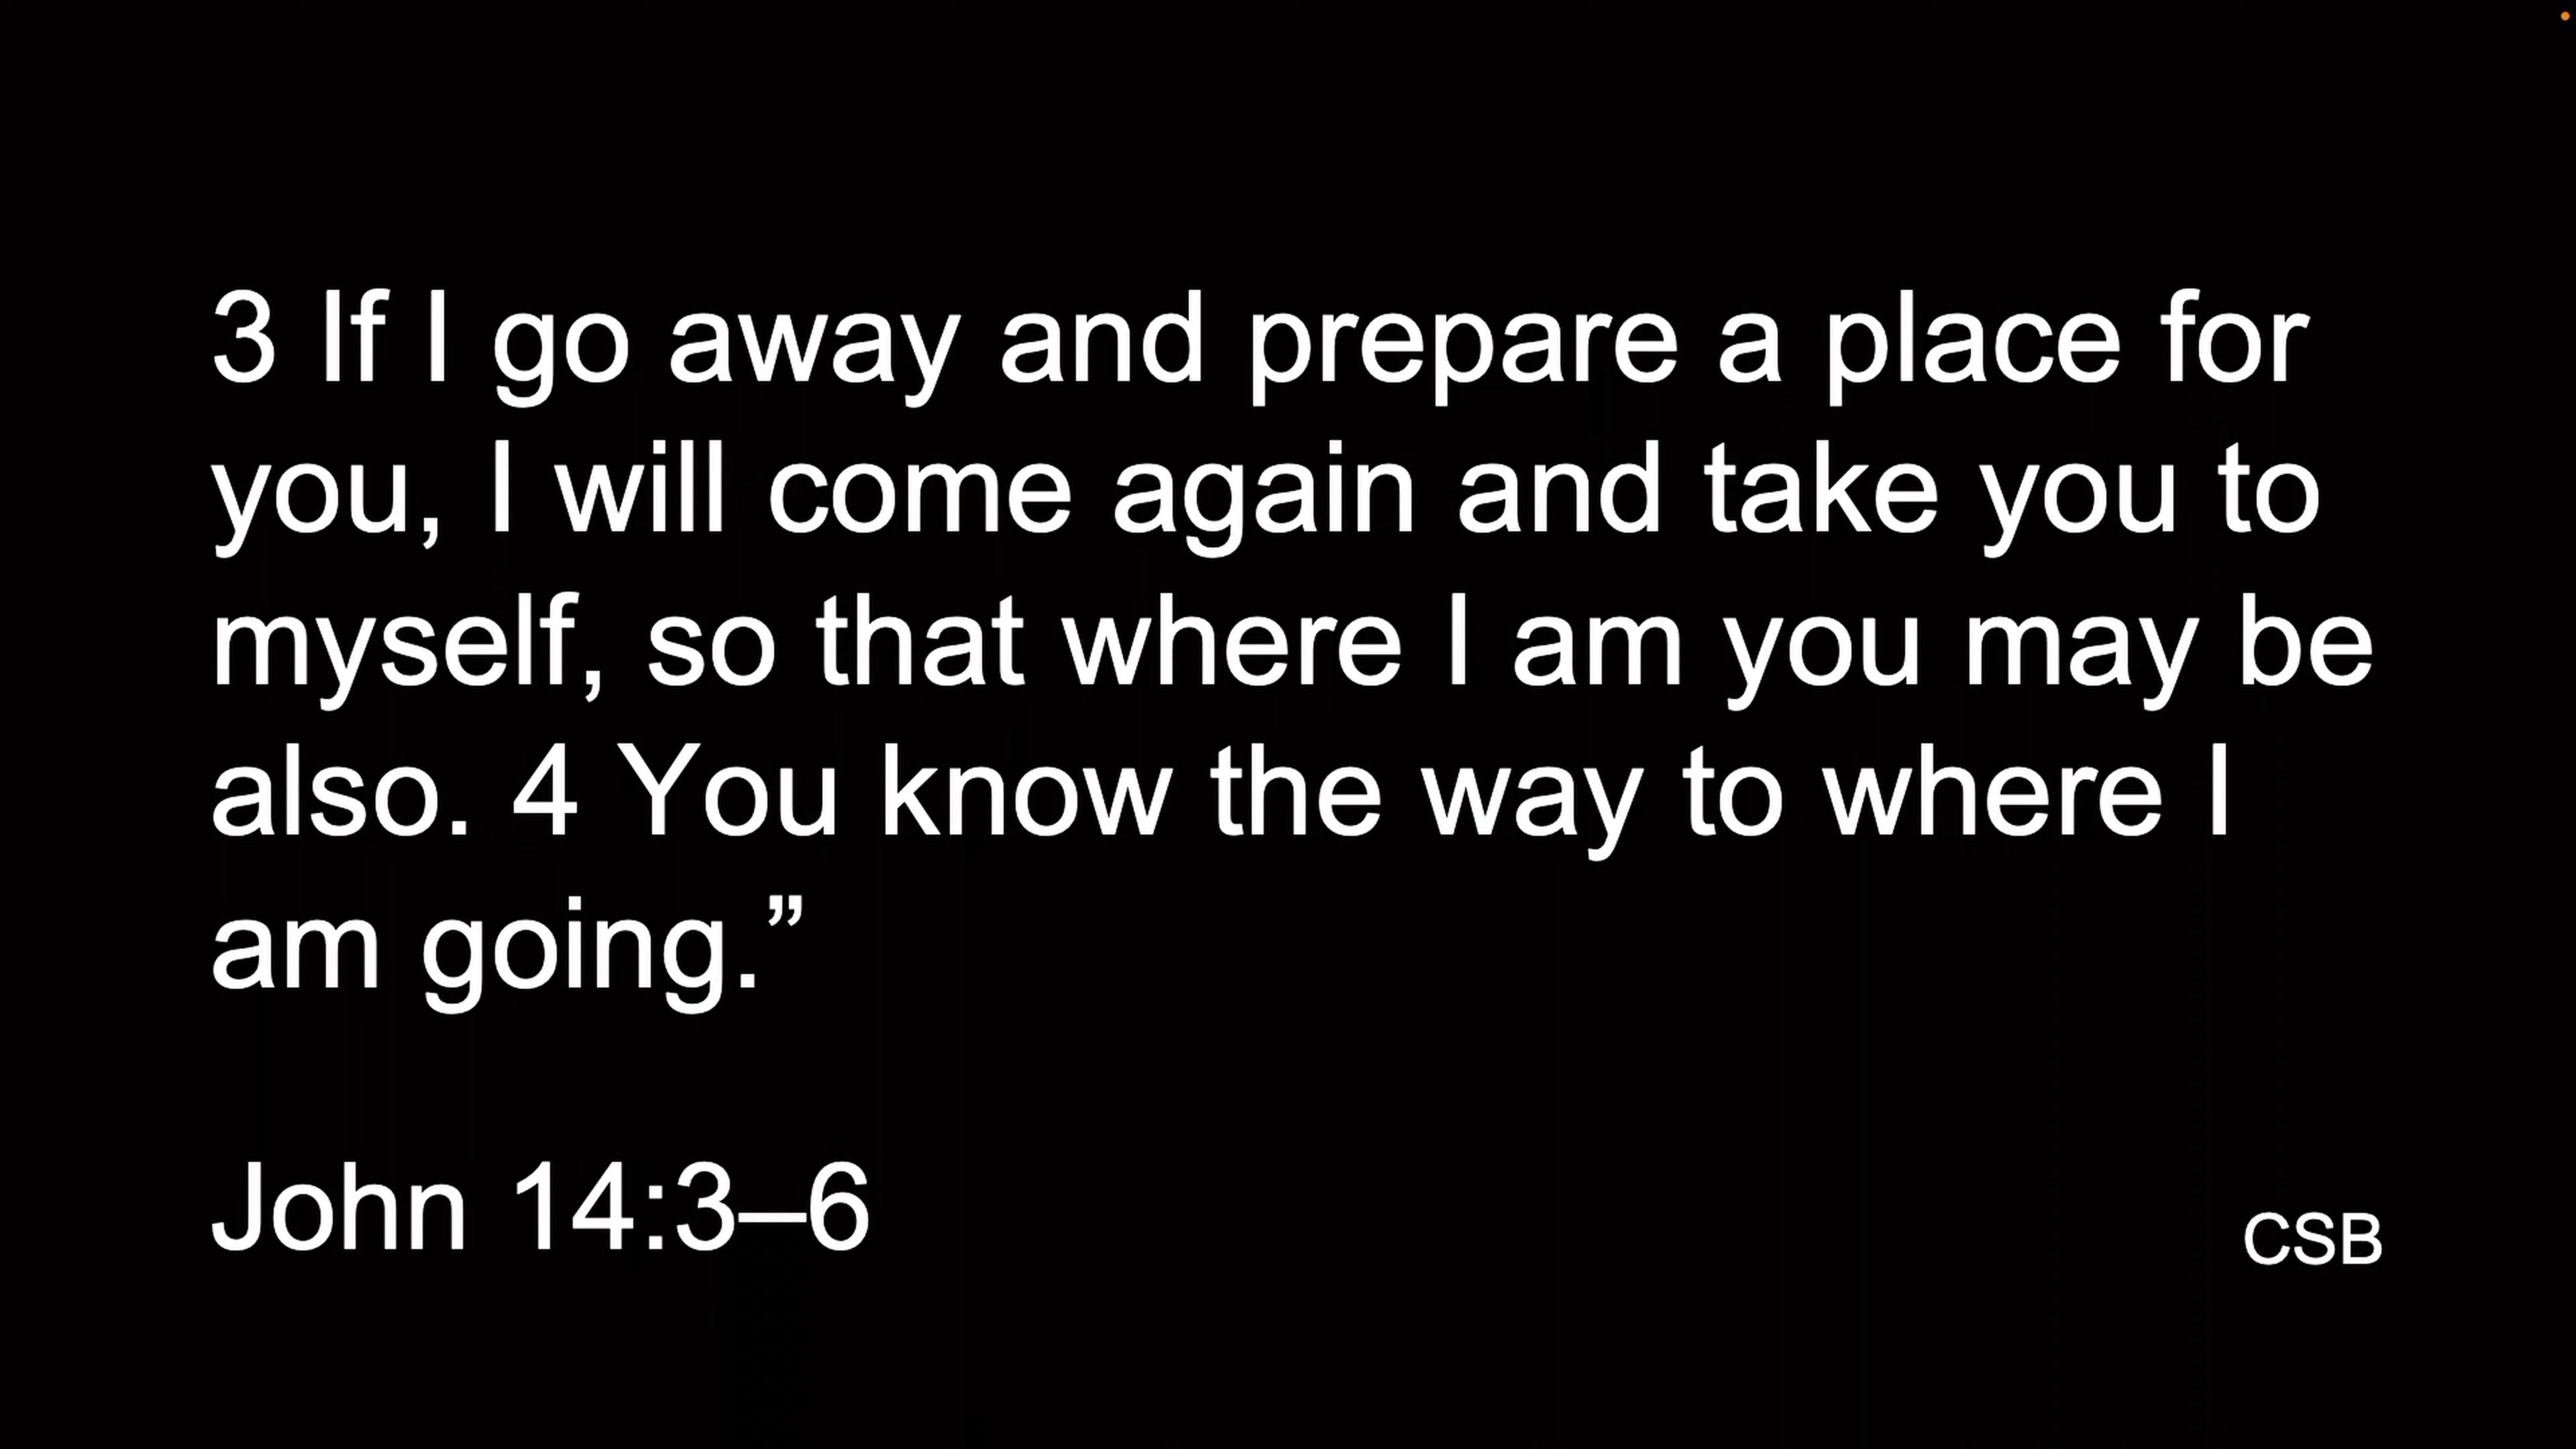 3 If I go away and prepare a place for
you, I will come again and take you to
myself, so that where I am you may be
also. 4 You know the way to where I
am going.”
John 14:3–6
CSB